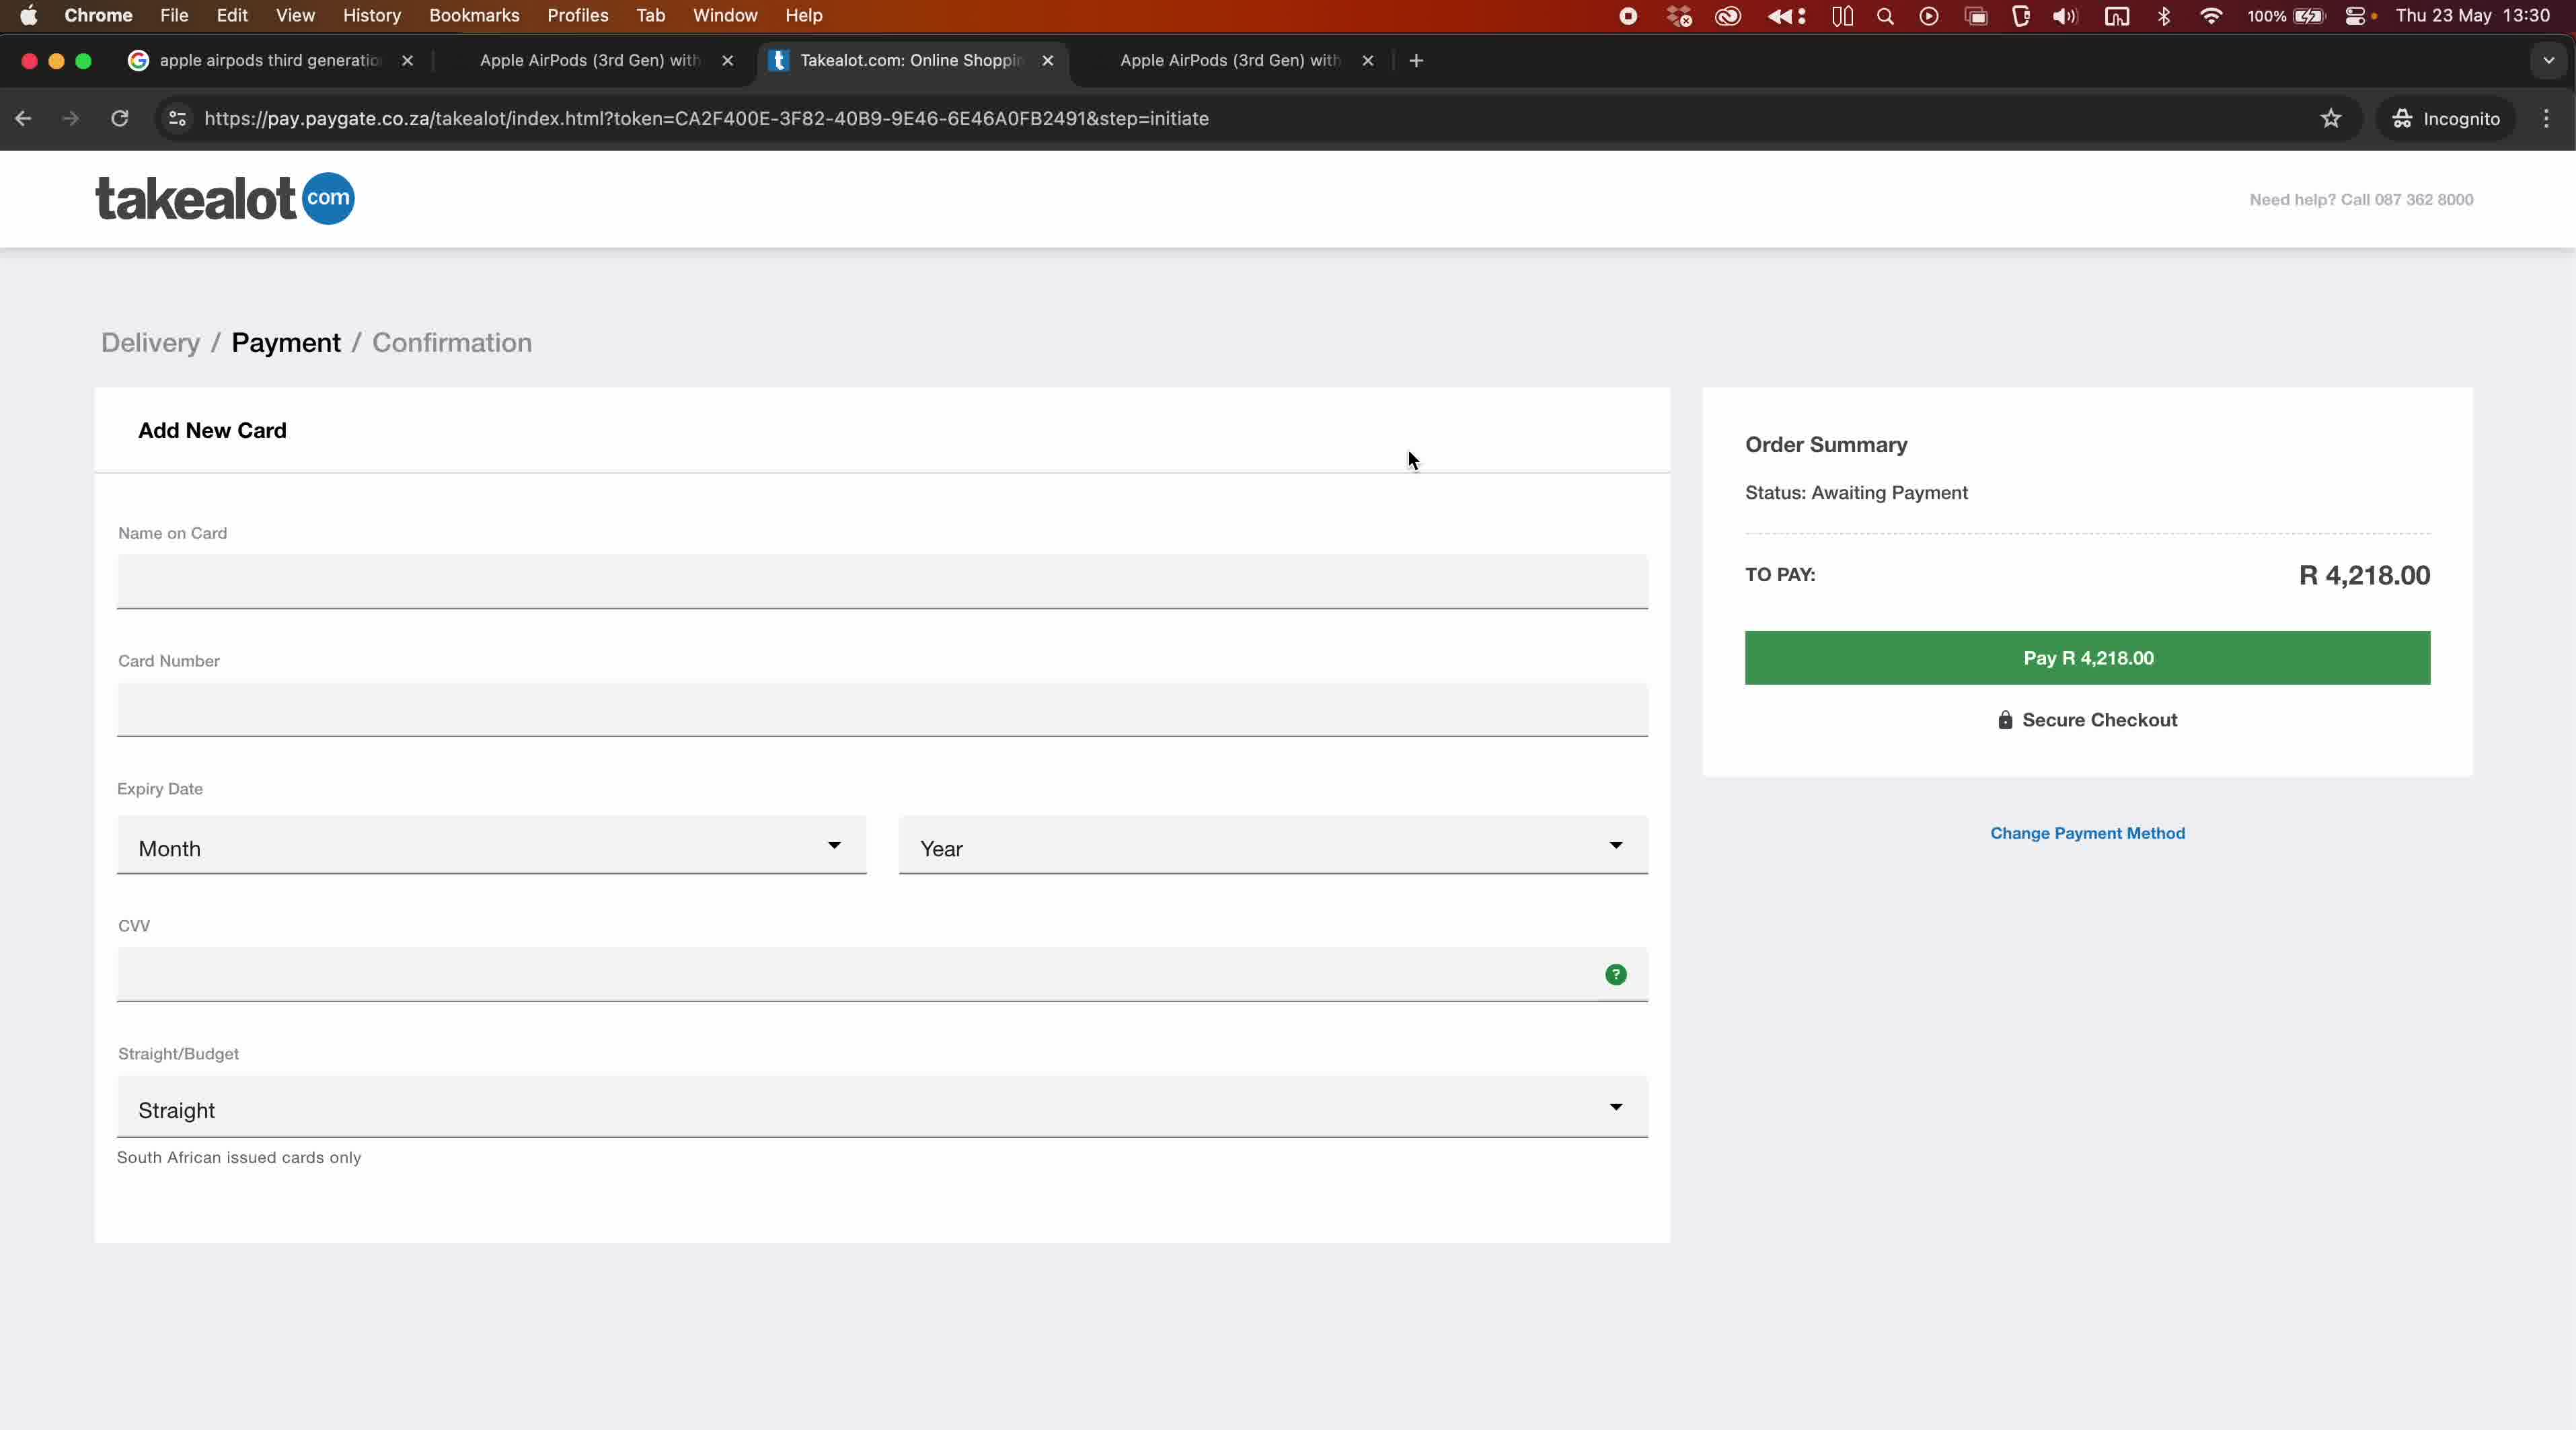 Chrome File Edit View History Bookmarks Profiles Tab Window Help 100% Thu 23 May 13:30
apple airpods third generatio Apple AirPods (3rd Gen) with Takealot.com: Online Shoppin Apple AirPods (3rd Gen) with
https://pay.paygate.co.za/takealot/index.html?token=CA2F400E-3F82-40B9-9E46-6E46A0FB2491&step=initiate Incognito
takealot com
Need help? Call 087 362 8000
Delivery / Payment / Confirmation
Add New Card
Name on Card
Card Number
Expiry Date
Month Year
CVV
?
Straight/Budget
Straight
South African issued cards only
Order Summary
Status: Awaiting Payment
TO PAY: R 4,218.00
Pay R 4,218.00
Secure Checkout
Change Payment Method